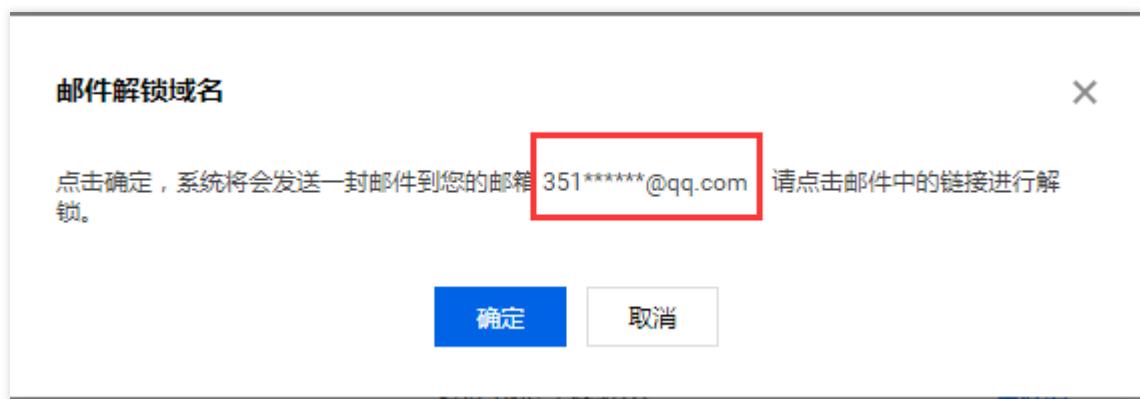 邮件解锁域名
点击确定，系统将会发送一封邮件到您的邮箱 351******@qq.com 请点击邮件中的链接进行解
锁。
确定
取消